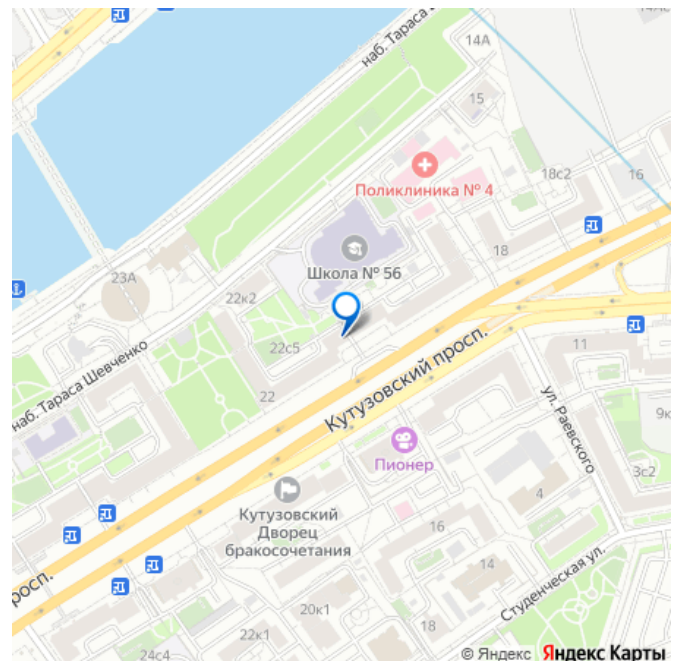 14А
наб. Тараса
15
Поликлиника № 4
18с2
16
18
Школа № 56
23А
22к2
22с5
наб. Тараса Шевченко
22
Кутузовский просп.
11
ул. Раевского
9к
3с2
Пионер
4
Кутузовский
Дворец
бракосочетания
16
14
Студенческая ул.
просп.
20к1
18
22к1
24с4
© Яндекс Яндекс Карты